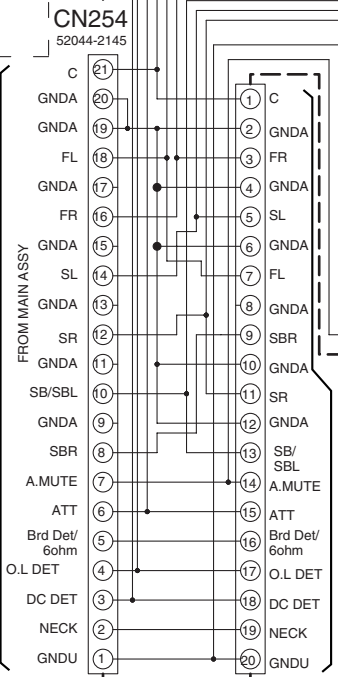 CN254
52044-2145
FROM MAIN ASSY
C 21
GNDA 20
GNDA 19
FL 18
GNDA 17
FR 16
GNDA 15
SL 14
GNDA 13
SR 12
GNDA 11
SB/SBL 10
GNDA 9
SBR 8
A.MUTE 7
ATT 6
Brd Det/
6ohm 5
O.L DET 4
DC DET 3
NECK 2
GNDU 1
1 C
2 GNDA
3 FR
4 GNDA
5 SL
6 GNDA
7 FL
8 GNDA
9 SBR
10 GNDA
11 SR
12 GNDA
13 SB/
SBL
14 A.MUTE
15 ATT
16 Brd Det/
6ohm
17 O.L DET
18 DC DET
19 NECK
20 GNDU